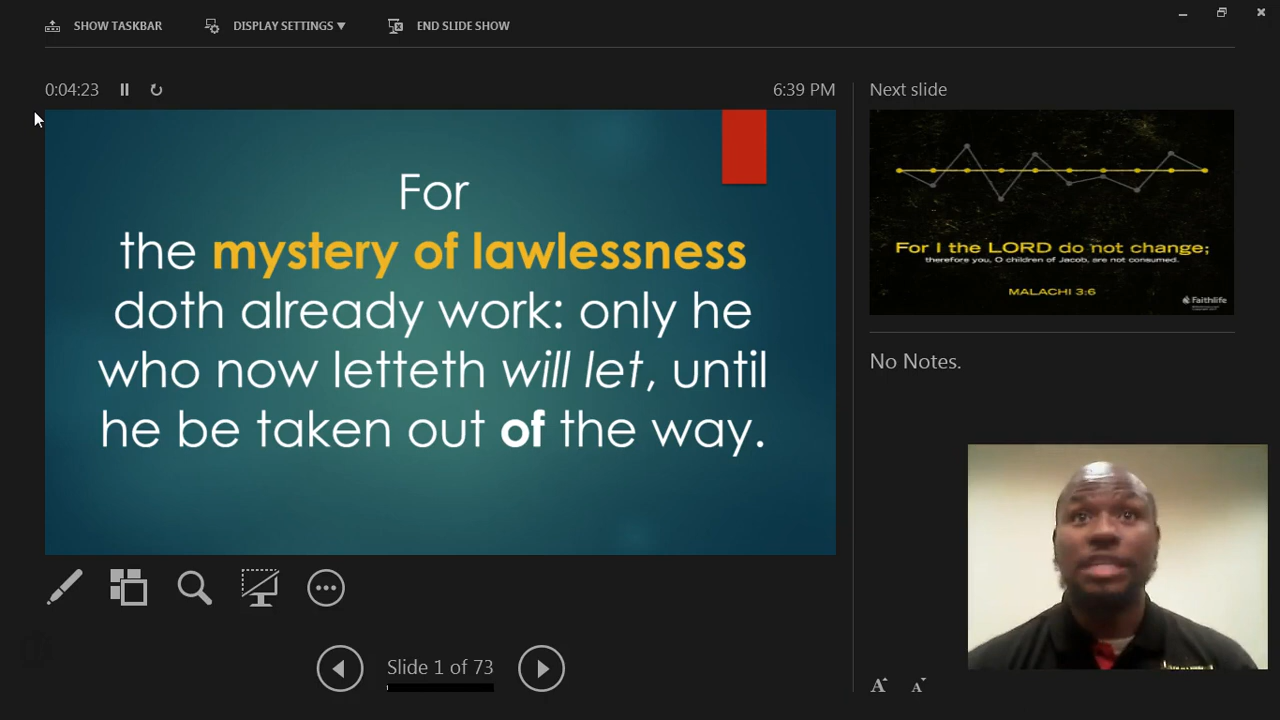 SHOW TASKBAR
DISPLAY SETTINGS ▼
END SLIDE SHOW
0:04:23
6:39 PM
Next slide
For
the mystery of lawlessness
doth already work: only he
who now letteth will let, until
he be taken out of the way.
For I the LORD do not change;
therefore you, O children of Jacob, are not consumed.
MALACHI 3:6
Faithlife
No Notes.
Slide 1 of 73
A A